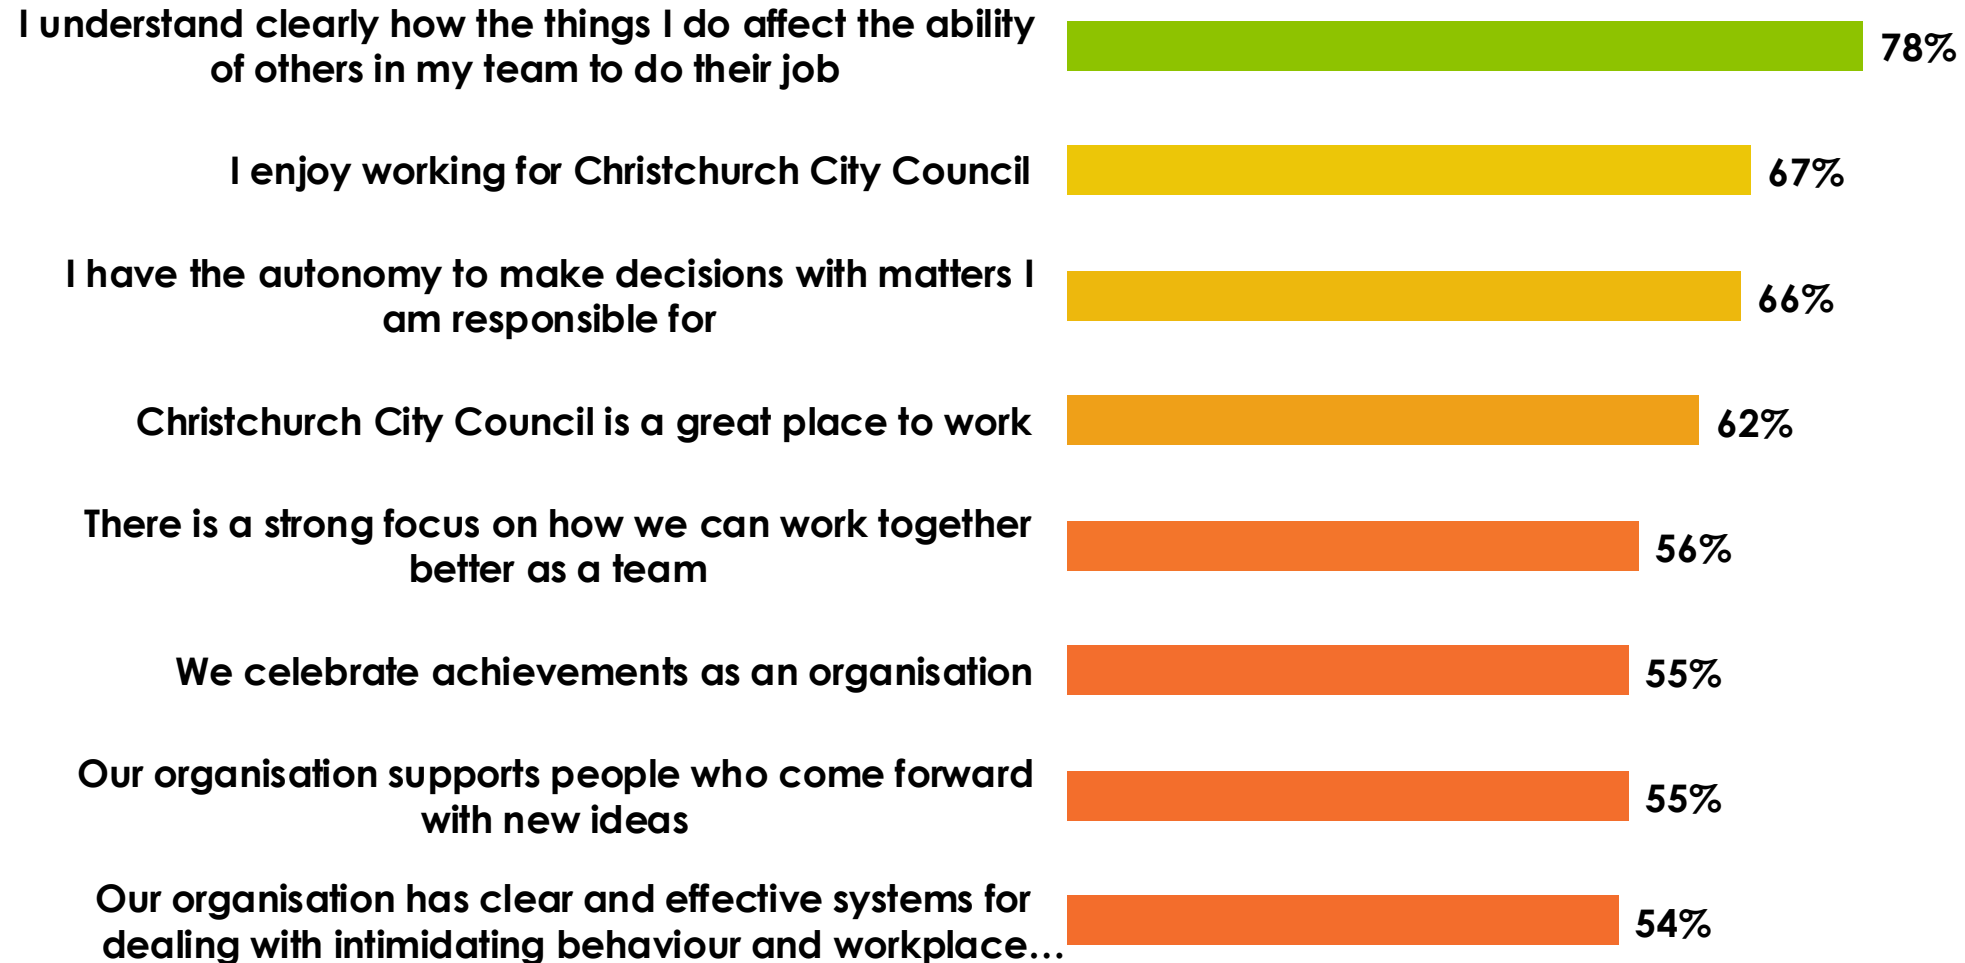 I understand clearly how the things I do affect the ability
of others in my team to do their job
78%
I enjoy working for Christchurch City Council
67%
I have the autonomy to make decisions with matters I
am responsible for
66%
Christchurch City Council is a great place to work
62%
There is a strong focus on how we can work together
better as a team
56%
We celebrate achievements as an organisation
55%
Our organisation supports people who come forward
with new ideas
55%
Our organisation has clear and effective systems for
dealing with intimidating behaviour and workplace…
54%